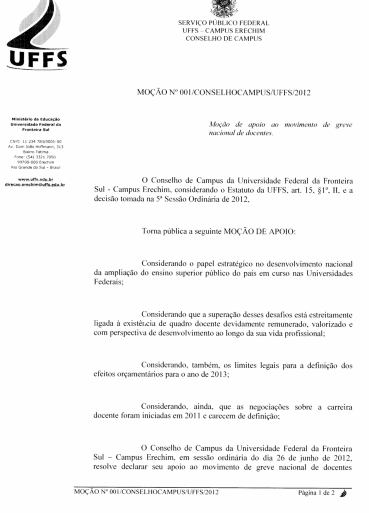 UFFS
SERVIÇO PÚBLICO FEDERAL
UFFS – CAMPUS ERECHIM
CONSELHO DE CAMPUS
MOÇÃO Nº 001/CONSELHOCAMPUS/UFFS/2012
Ministério da Educação
Universidade Federal da
Fronteira Sul
Av. Dom João Hoffmann, 313
Bairro Fátima
Fone: (54) 3321 7050
99700-000 Erechim
Rio Grande do Sul – Brasil
www.uffs.edu.br
direcao.erechim@uffs.edu.br
Moção de apoio ao movimento de greve
nacional de docentes.
O Conselho de Campus da Universidade Federal da Fronteira
Sul - Campus Erechim, considerando o Estatuto da UFFS, art. 15, §1º, II, e a
decisão tomada na 5ª Sessão Ordinária de 2012,
Torna pública a seguinte MOÇÃO DE APOIO:
Considerando o papel estratégico no desenvolvimento nacional
da ampliação do ensino superior público do país em curso nas Universidades
Federais;
Considerando que a superação desses desafios está estreitamente
ligada à existência de quadro docente devidamente remunerado, valorizado e
com perspectiva de desenvolvimento ao longo da sua vida profissional;
Considerando, também, os limites legais para a definição dos
efeitos orçamentários para o ano de 2013;
Considerando, ainda, que as negociações sobre a carreira
docente foram iniciadas em 2011 e carecem de definição;
O Conselho de Campus da Universidade Federal da Fronteira
Sul – Campus Erechim, em sessão ordinária do dia 26 de junho de 2012,
resolve declarar seu apoio ao movimento de greve nacional de docentes
MOÇÃO Nº 001/CONSELHOCAMPUS/UFFS/2012 Página 1 de 2